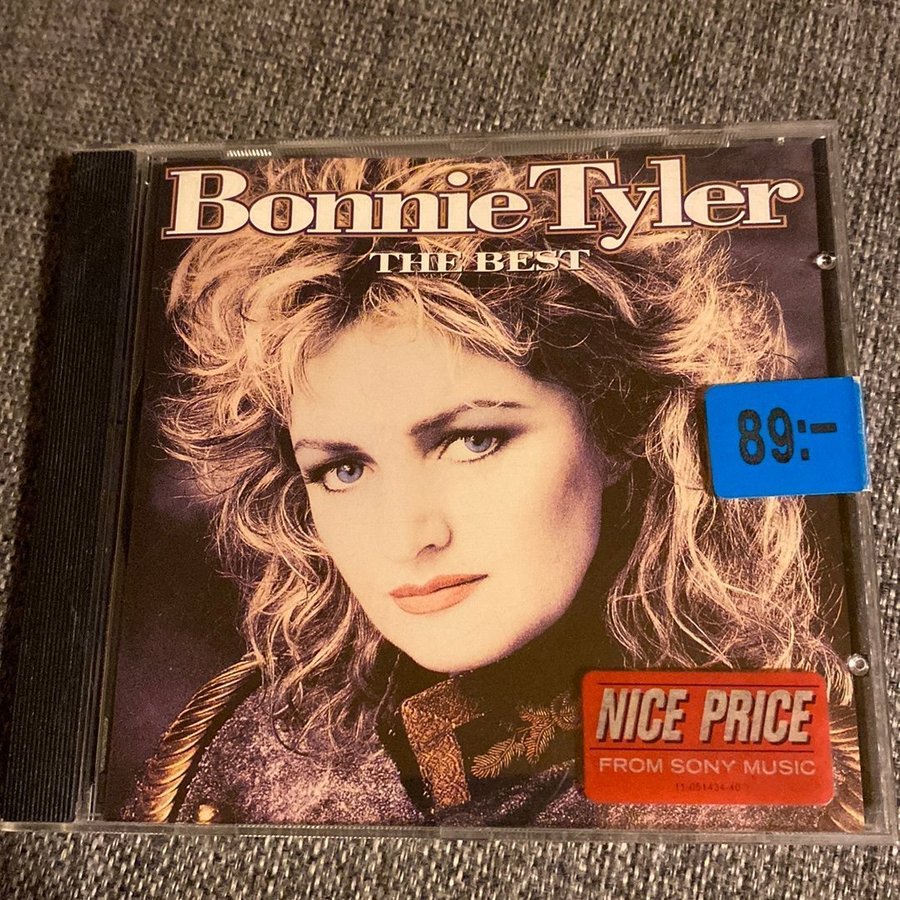 Bonnie Tyler
THE BEST
89:-
NICE PRICE
FROM SONY MUSIC